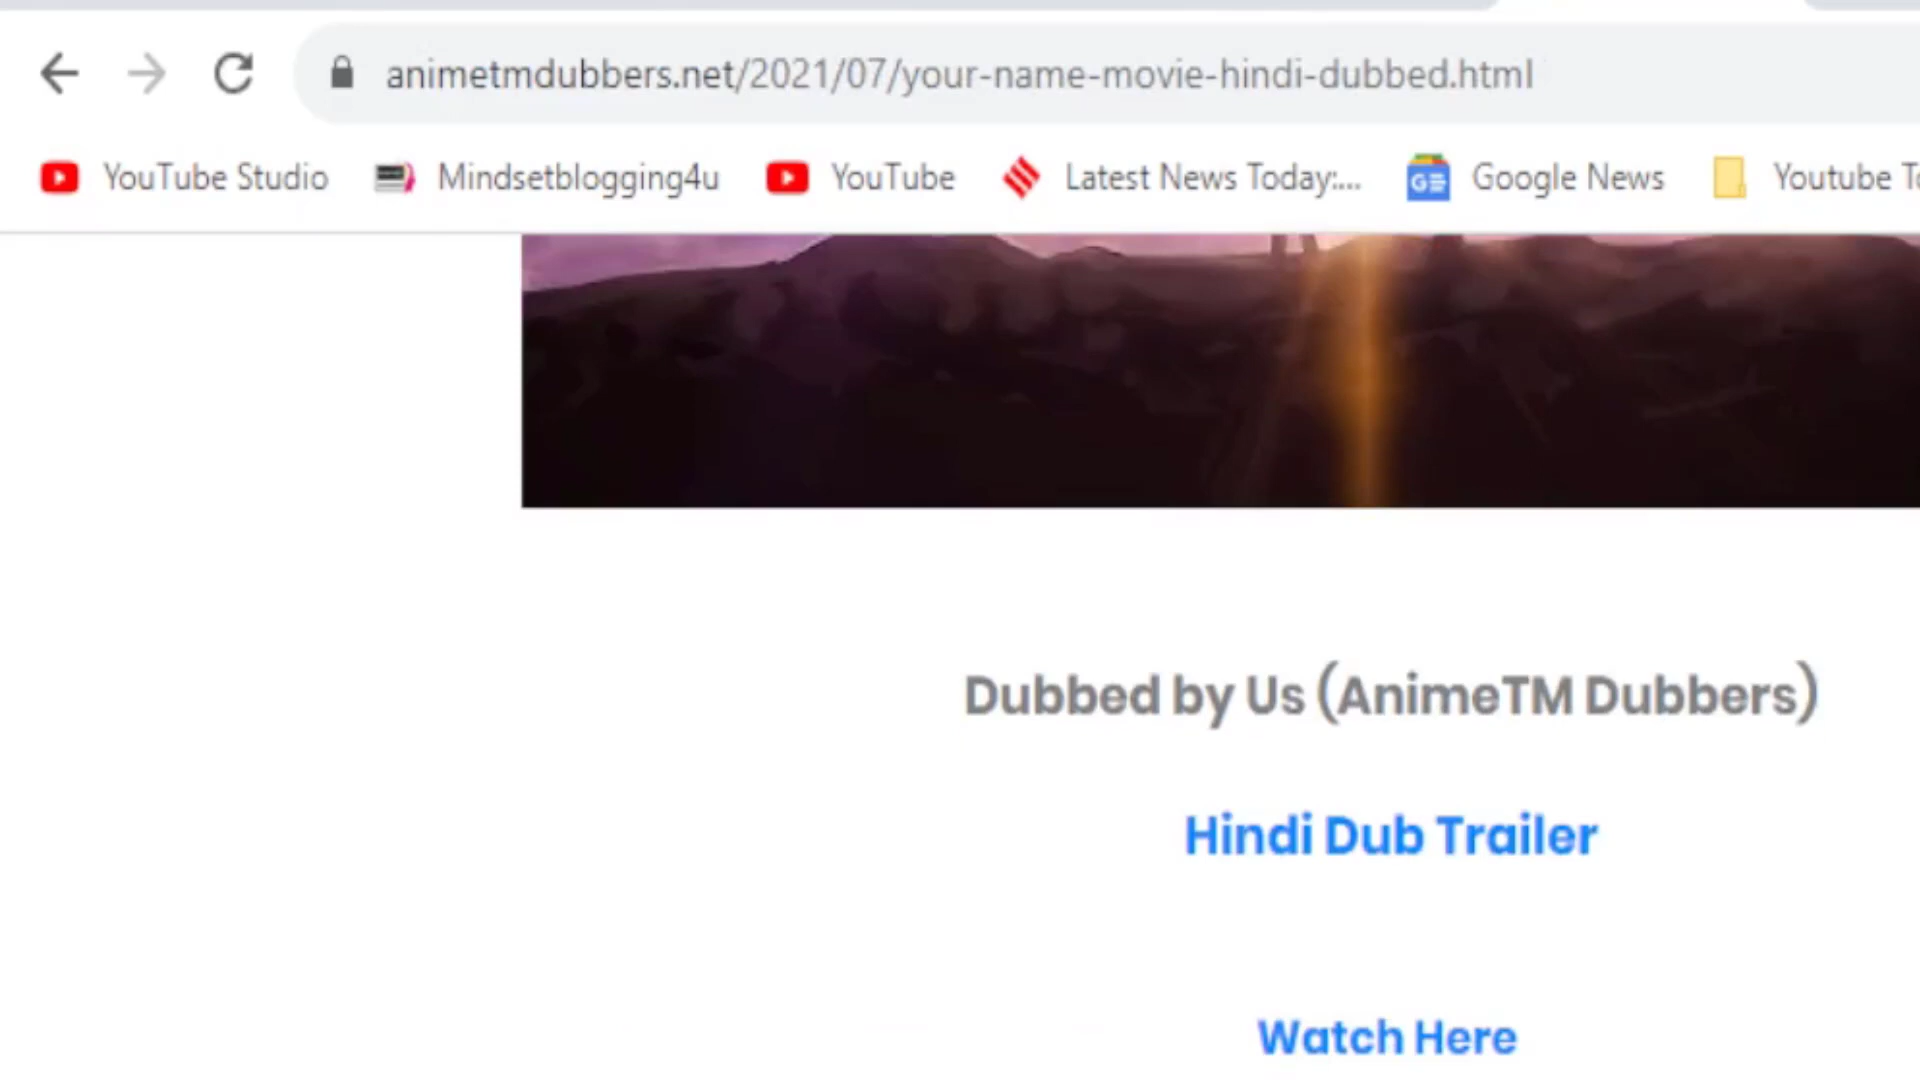 animetmdubbers.net/2021/07/your-name-movie-hindi-dubbed.html
YouTube Studio Mindsetblogging4u YouTube Latest News Today:... Google News Youtube
Dubbed by Us (AnimeTM Dubbers)
Hindi Dub Trailer
Watch Here